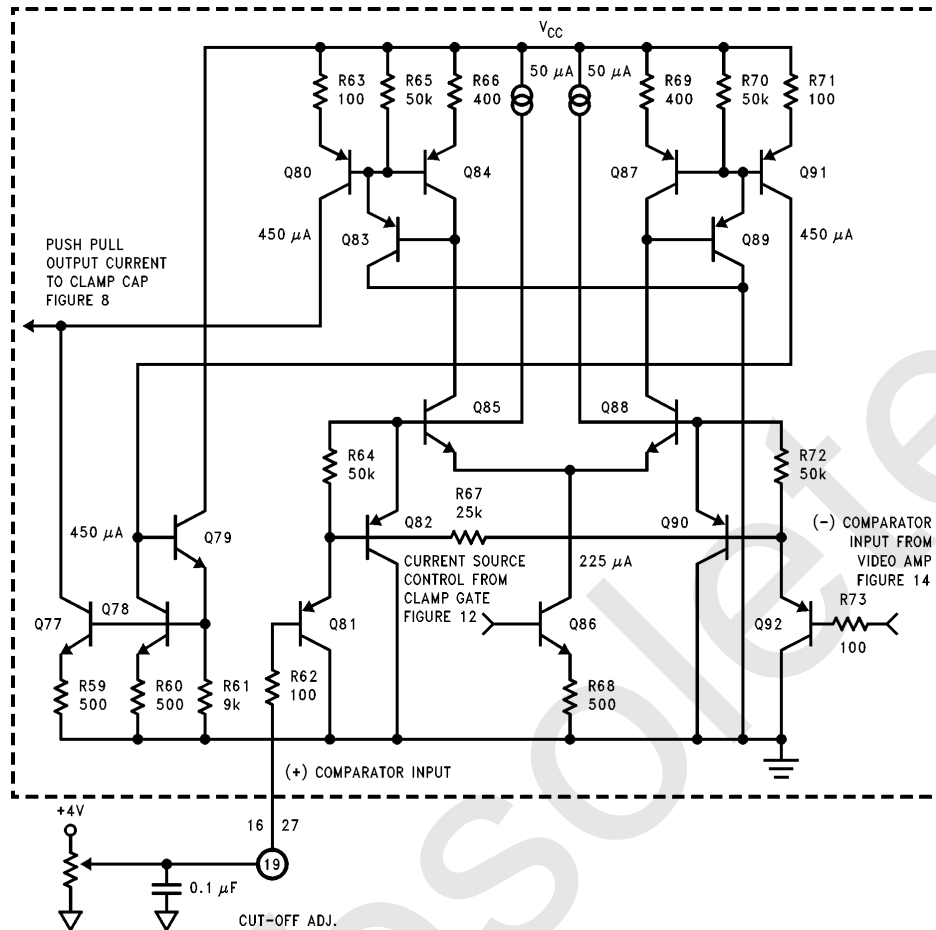 VCC
R63
100
R65
50k
R66
400
50 μA
50 μA
R69
400
R70
50k
R71
100
Q80
Q84
Q87
Q91
450 μA
Q83
Q89
450 μA
PUSH PULL
OUTPUT CURRENT
TO CLAMP CAP
FIGURE 8
Q85
Q88
R64
50k
R72
50k
R67
25k
450 μA
Q79
Q82
Q90
(-) COMPARATOR
INPUT FROM
VIDEO AMP
FIGURE 14
CURRENT SOURCE
CONTROL FROM
CLAMP GATE
FIGURE 12
225 μA
Q77
Q78
Q81
Q86
Q92
R73
100
R59
500
R60
500
R61
9k
R62
100
R68
500
(+) COMPARATOR INPUT
+4V
16 27
19
0.1 μF
CUT-OFF ADJ.